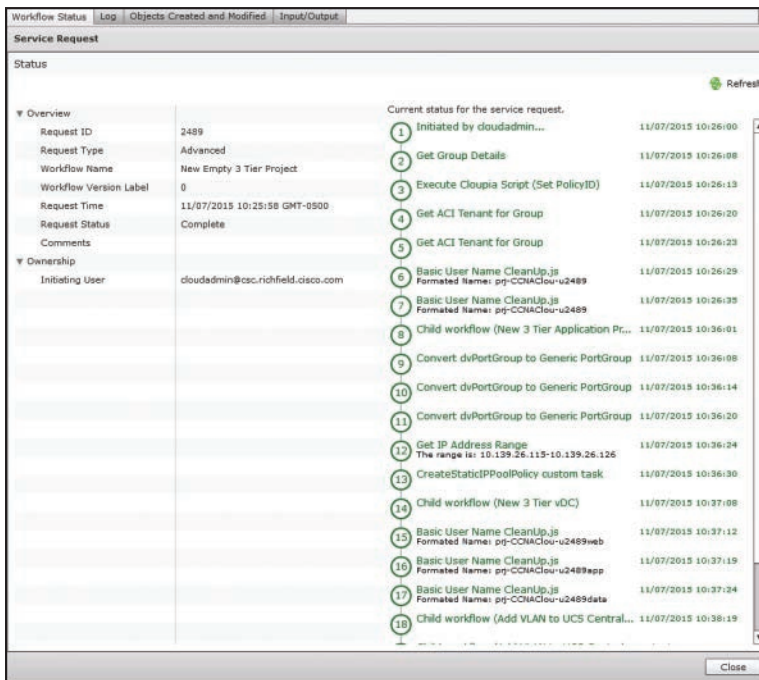 Workflow Status
Log
Objects Created and Modified
Input/Output
Service Request
Status
Refresh
▼ Overview
Request ID 2489
Request Type Advanced
Workflow Name New Empty 3 Tier Project
Workflow Version Label 0
Request Time 11/07/2015 10:25:58 GMT-0500
Request Status Complete
Comments
▼ Ownership
Initiating User cloudadmin@csc.richfield.cisco.com
Current status for the service request.
1 Initiated by cloudadmin... 11/07/2015 10:26:00
2 Get Group Details 11/07/2015 10:26:08
3 Execute Cloupia Script (Set PolicyID) 11/07/2015 10:26:13
4 Get ACI Tenant for Group 11/07/2015 10:26:20
5 Get ACI Tenant for Group 11/07/2015 10:26:23
6 Basic User Name CleanUp.js 11/07/2015 10:26:29
Formated Name: prj-CCNAClou-u2489
7 Basic User Name CleanUp.js 11/07/2015 10:26:35
Formated Name: prj-CCNAClou-u2489
8 Child workflow (New 3 Tier Application Pr... 11/07/2015 10:36:01
9 Convert dvPortGroup to Generic PortGroup 11/07/2015 10:36:08
10 Convert dvPortGroup to Generic PortGroup 11/07/2015 10:36:14
11 Convert dvPortGroup to Generic PortGroup 11/07/2015 10:36:20
12 Get IP Address Range 11/07/2015 10:36:24
The range is: 10.139.26.115-10.139.26.126
13 CreateStaticIPPoolPolicy custom task 11/07/2015 10:36:30
14 Child workflow (New 3 Tier vDC) 11/07/2015 10:37:08
15 Basic User Name CleanUp.js 11/07/2015 10:37:12
Formated Name: prj-CCNAClou-u2489web
16 Basic User Name CleanUp.js 11/07/2015 10:37:19
Formated Name: prj-CCNAClou-u2489app
17 Basic User Name CleanUp.js 11/07/2015 10:37:24
Formated Name: prj-CCNAClou-u2489data
18 Child workflow (Add VLAN to UCS Central... 11/07/2015 10:38:19
Close